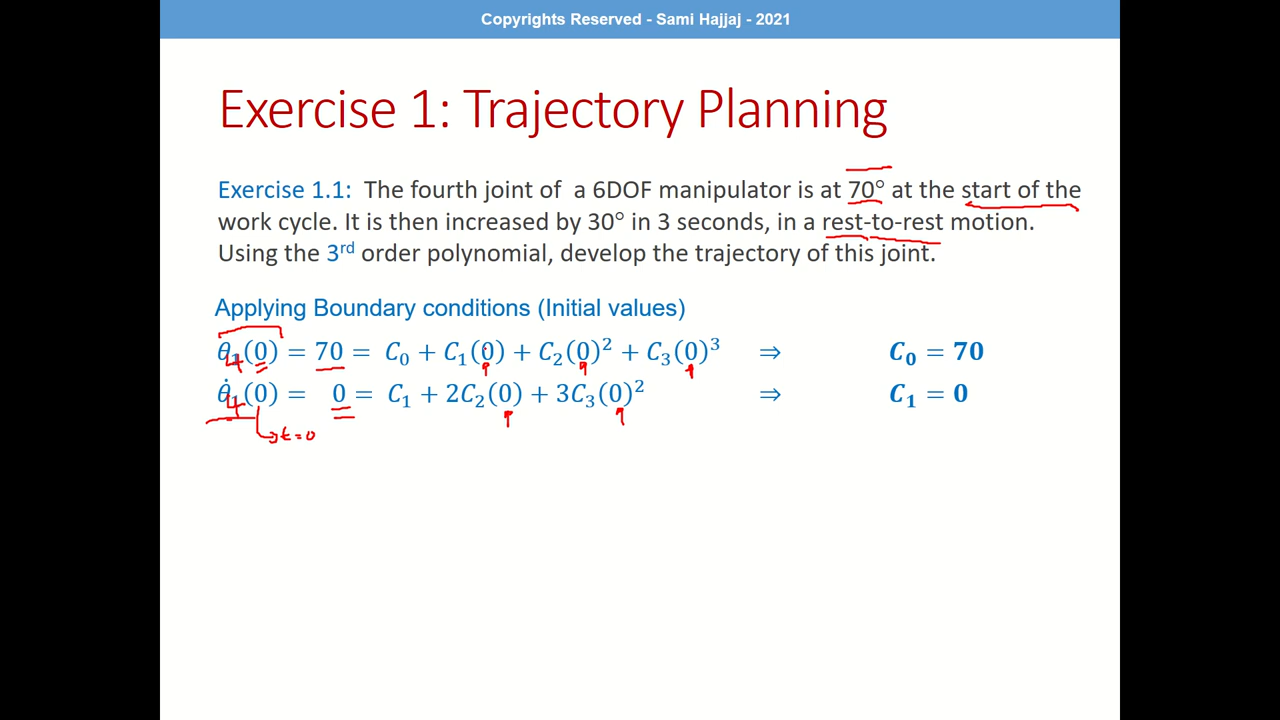 Copyrights Reserved - Sami Hajjaj - 2021
Exercise 1: Trajectory Planning
Exercise 1.1: The fourth joint of a 6DOF manipulator is at 70° at the start of the
work cycle. It is then increased by 30° in 3 seconds, in a rest-to-rest motion.
Using the 3rd order polynomial, develop the trajectory of this joint.
Applying Boundary conditions (Initial values)
θ₄(0) = 70 = C₀ + C₁(0) + C₂(0)² + C₃(0)³ ⇒ C₀ = 70
θ̇₄(0) = 0 = C₁ + 2C₂(0) + 3C₃(0)² ⇒ C₁ = 0
t=0